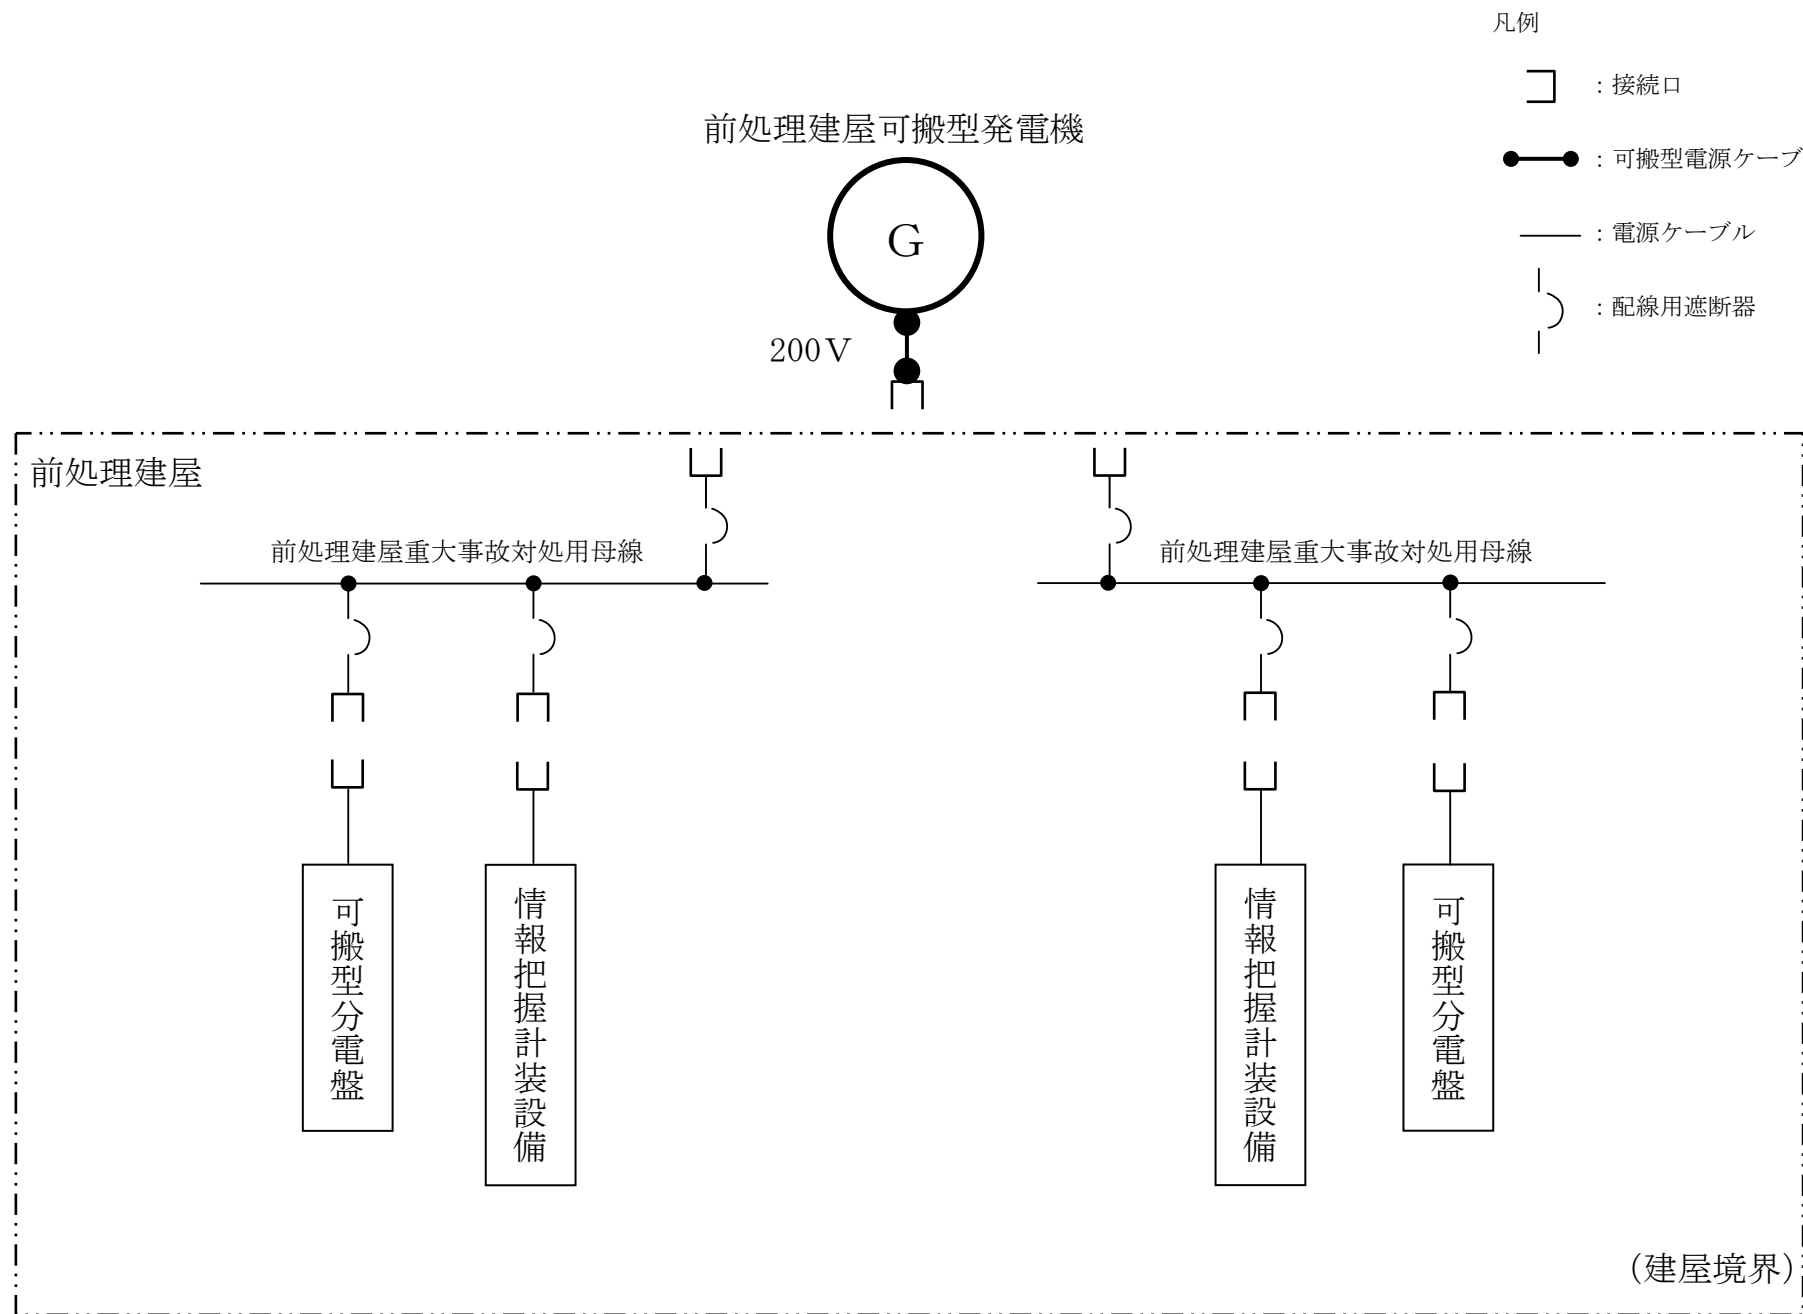 凡例
：接続口
前処理建屋可搬型発電機
：可搬型電源ケーブ
G
：電源ケーブル
：配線用遮断器
200V
前処理建屋
前処理建屋重大事故対処用母線
前処理建屋重大事故対処用母線
可搬型分電盤
情報把握計装設備
情報把握計装設備
可搬型分電盤
（建屋境界）